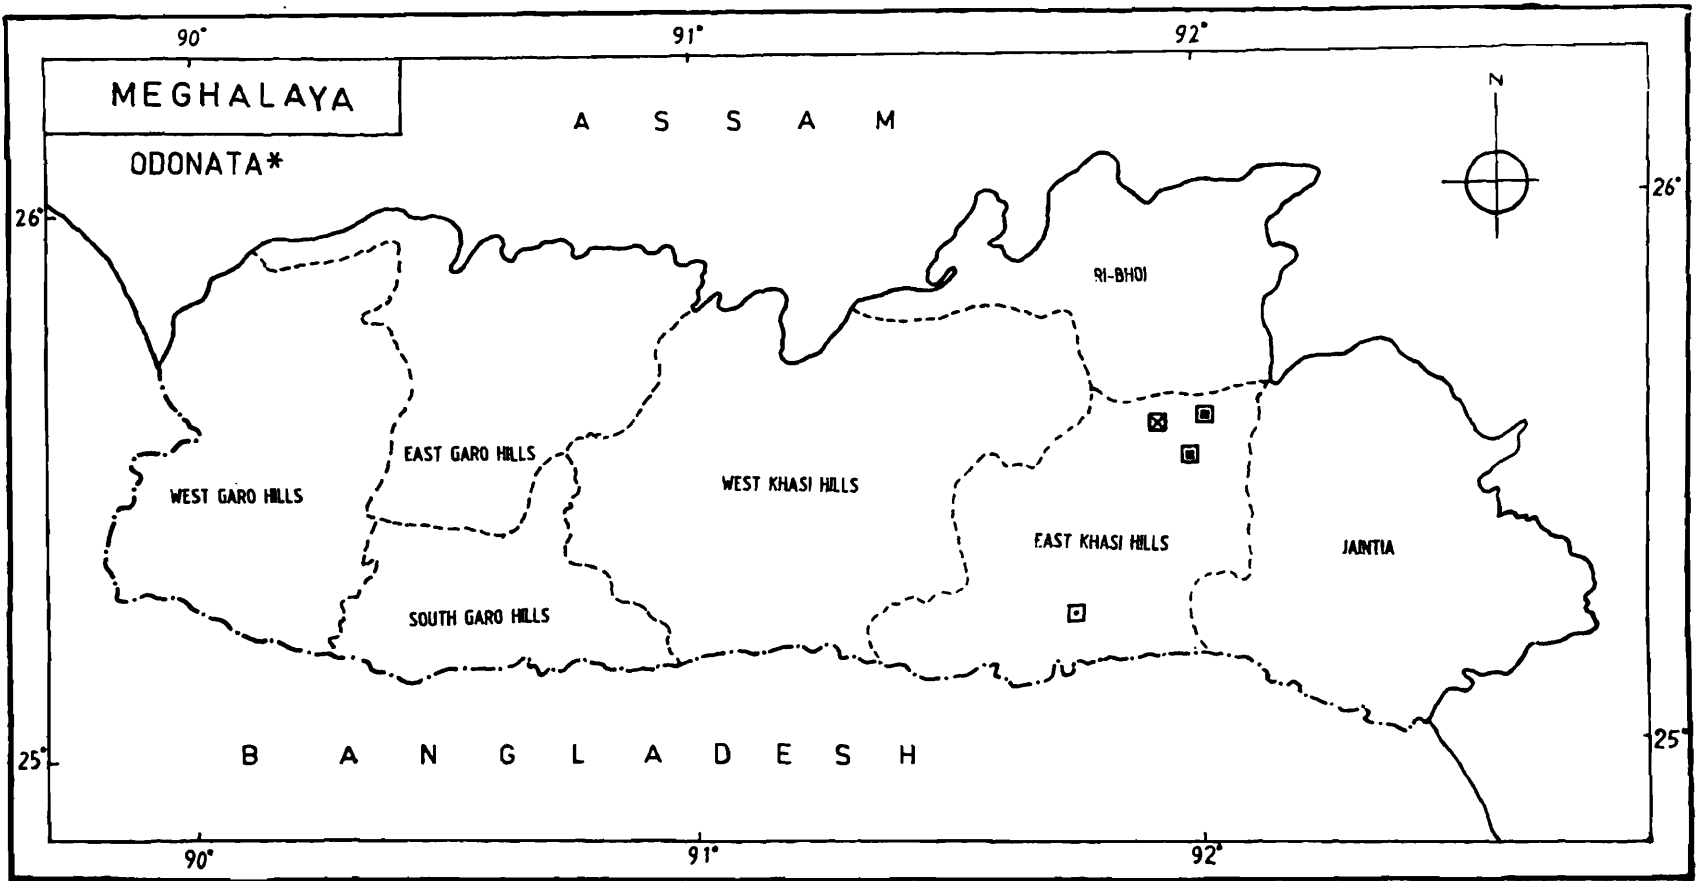 90° 91° 92°
MEGHALAYA
N
A S S A M
ODONATA*
26° 26°
RI-BHOI
EAST GARO HILLS
WEST GARO HILLS
WEST KHASI HILLS
EAST KHASI HILLS
JAINTIA
SOUTH GARO HILLS
25° 25°
B A N G L A D E S H
90° 91° 92°